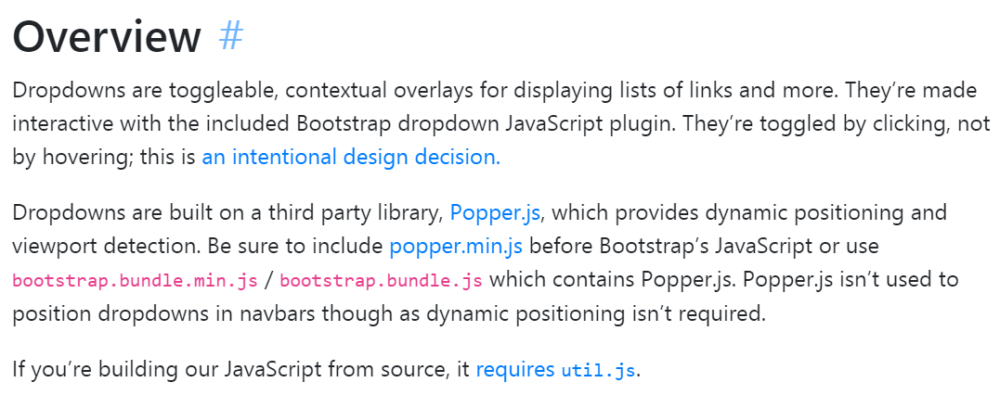 Overview #
Dropdowns are toggleable, contextual overlays for displaying lists of links and more. They’re made
interactive with the included Bootstrap dropdown JavaScript plugin. They’re toggled by clicking, not
by hovering; this is an intentional design decision.
Dropdowns are built on a third party library, Popper.js, which provides dynamic positioning and
viewport detection. Be sure to include popper.min.js before Bootstrap’s JavaScript or use
bootstrap.bundle.min.js / bootstrap.bundle.js which contains Popper.js. Popper.js isn’t used to
position dropdowns in navbars though as dynamic positioning isn’t required.
If you’re building our JavaScript from source, it requires util.js.